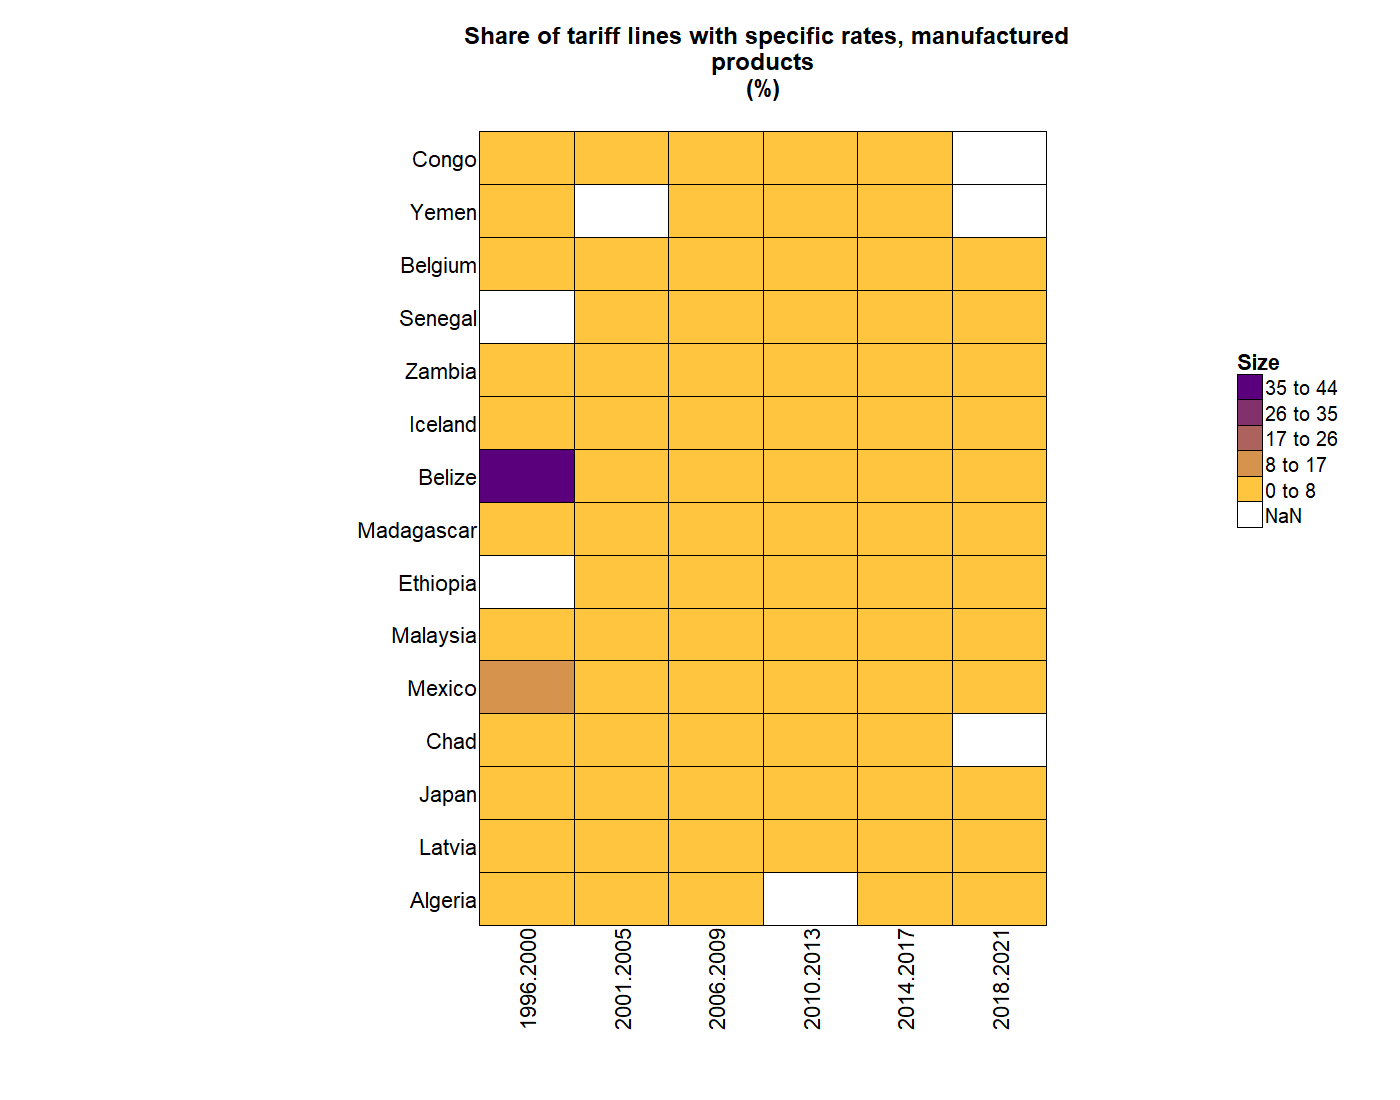 Share of tariff lines with specific rates, manufactured
products
(%)
Congo
Yemen
Belgium
Senegal
Zambia
Iceland
Belize
Madagascar
Ethiopia
Malaysia
Mexico
Chad
Japan
Latvia
Algeria
1996.2000
2001.2005
2006.2009
2010.2013
2014.2017
2018.2021
Size
35 to 44
26 to 35
17 to 26
8 to 17
0 to 8
NaN